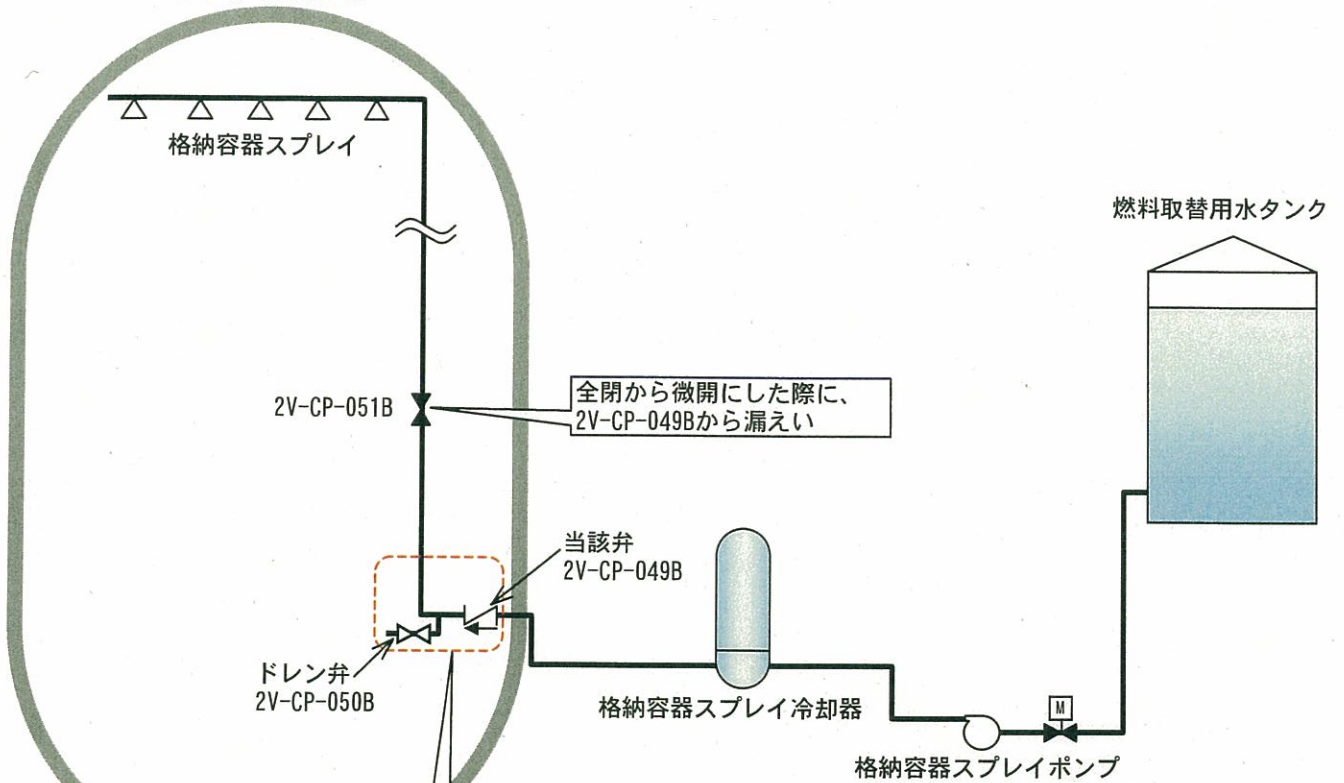 格納容器スプレイ
燃料取替用水タンク
2V-CP-051B
全閉から微開にした際に、
2V-CP-049Bから漏えい
当該弁
2V-CP-049B
ドレン弁
2V-CP-050B
格納容器スプレイ冷却器
M
格納容器スプレイポンプ